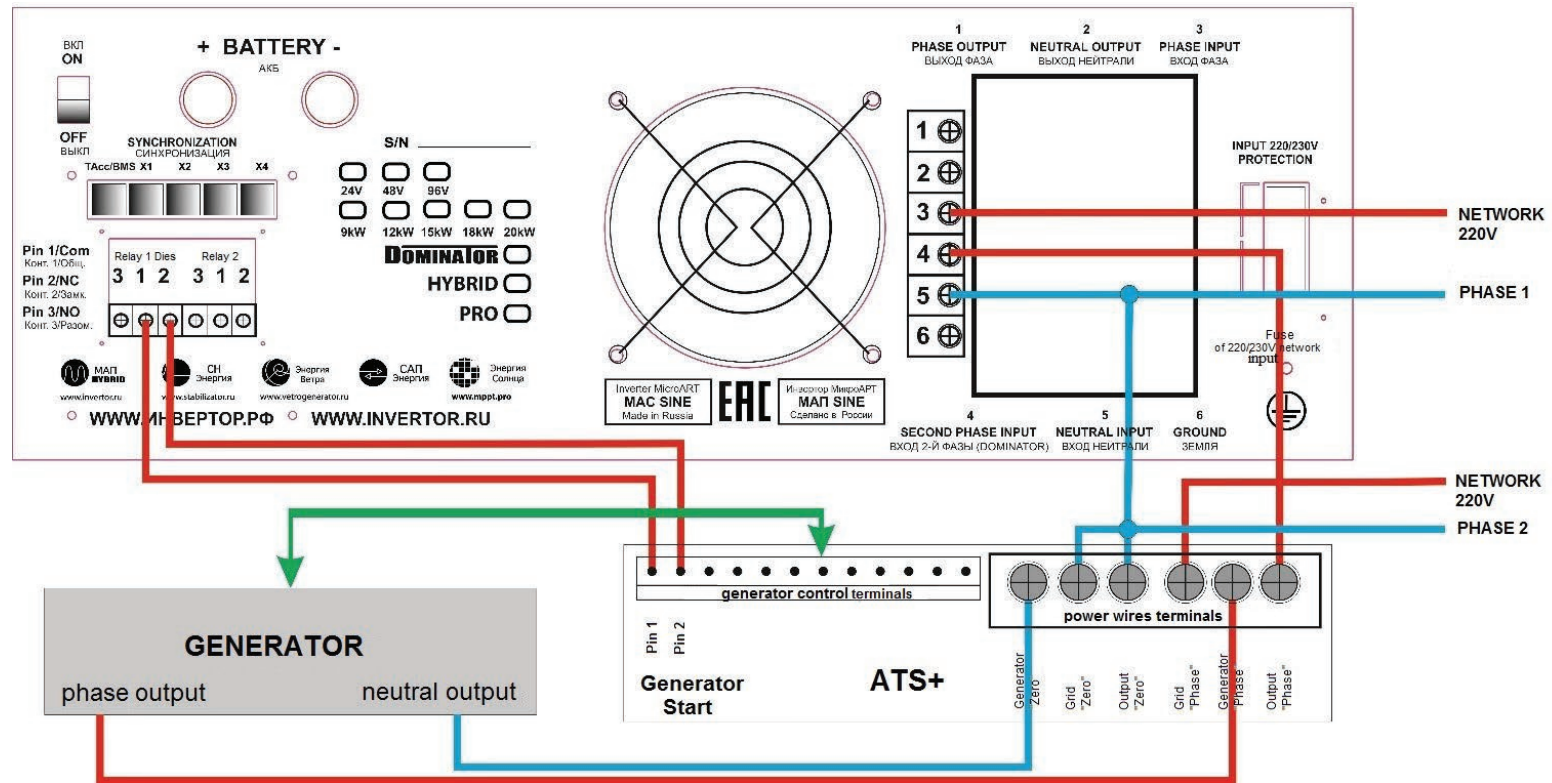 ВКЛ
ON
OFF
ВЫКЛ
+ BATTERY -
АКБ
SYNCHRONIZATION
СИНХРОНИЗАЦИЯ
TAcc/BMS X1 X2 X3 X4
Pin 1/Com
Конт. 1/Общ.
Pin 2/NC
Конт. 2/Замк.
Pin 3/NO
Конт. 3/Разом.
Relay 1 Dies Relay 2
3 1 2 3 1 2
S/N
24V 48V 96V
9kW 12kW 15kW 18kW 20kW
DOMINATOR
HYBRID
PRO
МАП
HYBRID
www.invertor.ru
СН
Энергия
www.stabilizator.ru
Энергия
Ветра
www.vetrogenerator.ru
САП
Энергия
Энергия
Солнца
www.mppt.pro
WWW.ИНВЕРТОР.РФ WWW.INVERTOR.RU
Inverter MicroART
MAC SINE
Made in Russia
EAC
Инвертор МикроАРТ
МАП SINE
Сделано в России
1
PHASE OUTPUT
ВЫХОД ФАЗА
2
NEUTRAL OUTPUT
ВЫХОД НЕЙТРАЛИ
3
PHASE INPUT
ВХОД ФАЗА
1
2
3
4
5
6
4
SECOND PHASE INPUT
ВХОД 2-Й ФАЗЫ (DOMINATOR)
5
NEUTRAL INPUT
ВХОД НЕЙТРАЛИ
6
GROUND
ЗЕМЛЯ
INPUT 220/230V
PROTECTION
Fuse
of 220/230V network
input
NETWORK
220V
PHASE 1
NETWORK
220V
PHASE 2
GENERATOR
phase output neutral output
generator control terminals
Pin 1
Pin 2
Generator
Start
ATS+
power wires terminals
Generator
"Zero
Grid
"Zero"
Output
"Zero"
Grid
"Phase"
Generator
"Phase"
Output
"Phase"